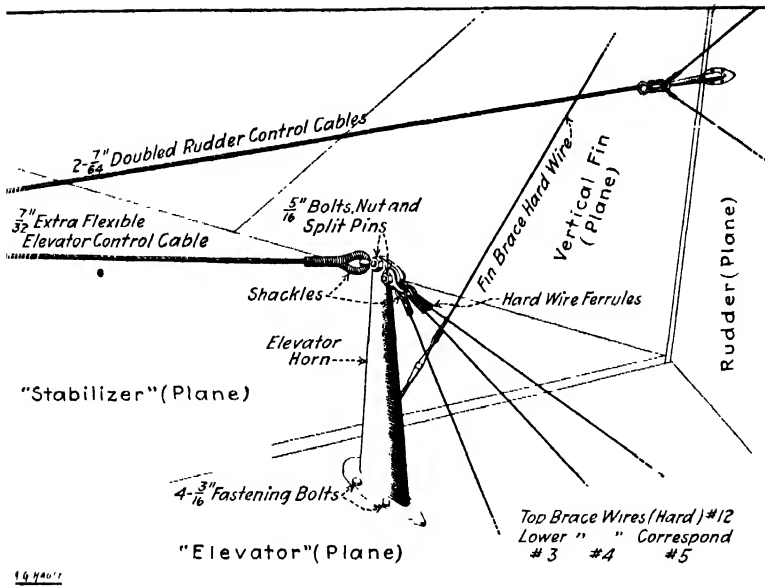 2-7/64" Doubled Rudder Control Cables
7/32" Extra Flexible
Elevator Control Cable
5/16" Bolts, Nut and
Split Pins
Fin Brace Hard Wire
Vertical Fin
(Plane)
Rudder (Plane)
Shackles
Hard Wire Ferrules
Elevator
Horn
"Stabilizer" (Plane)
4-3/16" Fastening Bolts
"Elevator" (Plane)
Top Brace Wires (Hard) #12
Lower " " Correspond
#3 #4 #5